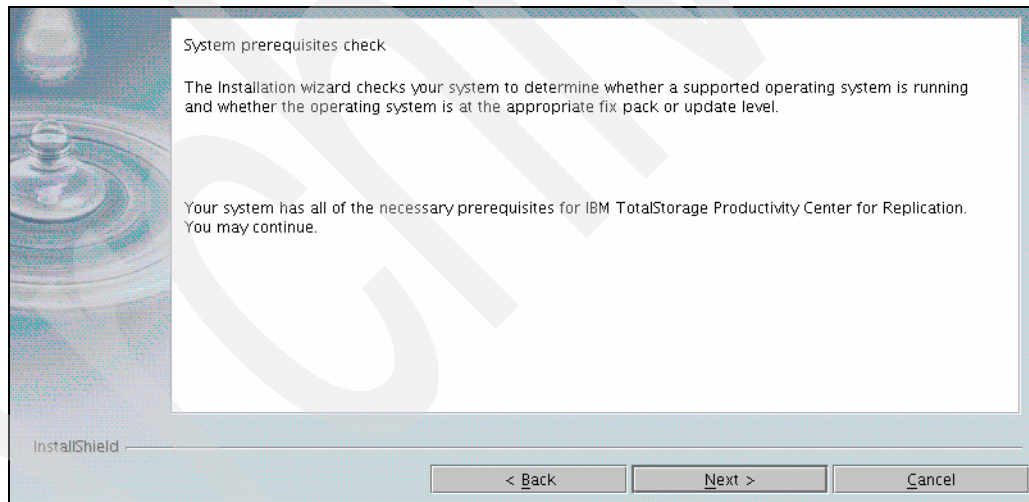 System prerequisites check
The Installation wizard checks your system to determine whether a supported operating system is running
and whether the operating system is at the appropriate fix pack or update level.
Your system has all of the necessary prerequisites for IBM TotalStorage Productivity Center for Replication.
You may continue.
InstallShield
< Back
Next >
Cancel